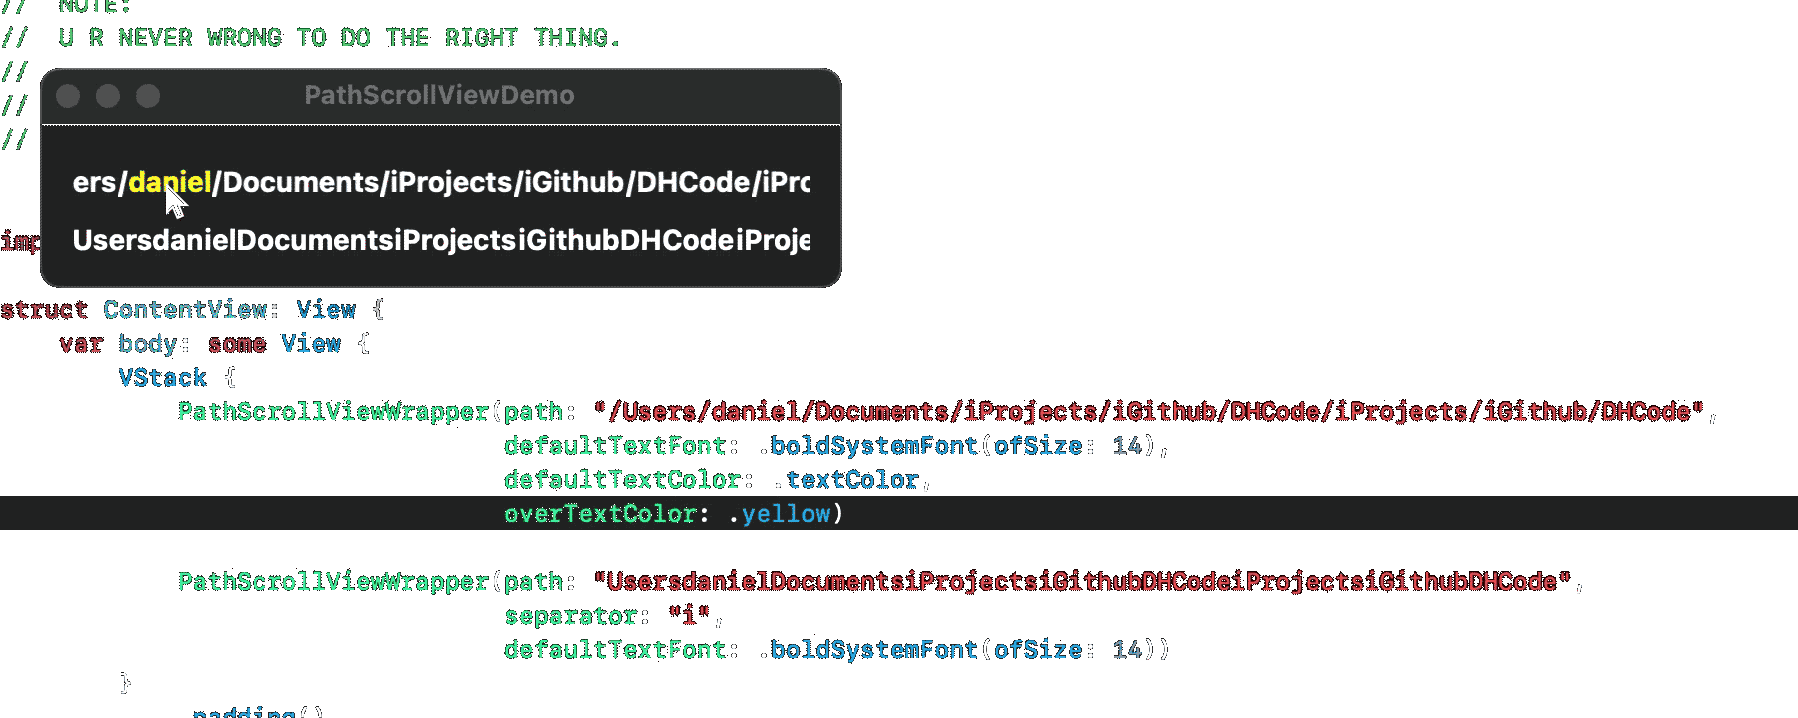 // NOTE:
// U R NEVER WRONG TO DO THE RIGHT THING.
//
//
//
PathScrollViewDemo
ers/daniel/Documents/iProjects/iGithub/DHCode/iPro
UsersdanielDocumentsiProjectsiGithubDHCodeiProje
imp
struct ContentView: View {
var body: some View {
VStack {
PathScrollViewWrapper(path: "/Users/daniel/Documents/iProjects/iGithub/DHCode/iProjects/iGithub/DHCode",
defaultTextFont: .boldSystemFont(ofSize: 14),
defaultTextColor: .textColor,
overTextColor: .yellow)
PathScrollViewWrapper(path: "UsersdanielDocumentsiProjectsiGithubDHCodeiProjectsiGithubDHCode",
separator: "i",
defaultTextFont: .boldSystemFont(ofSize: 14))
}
.padding()